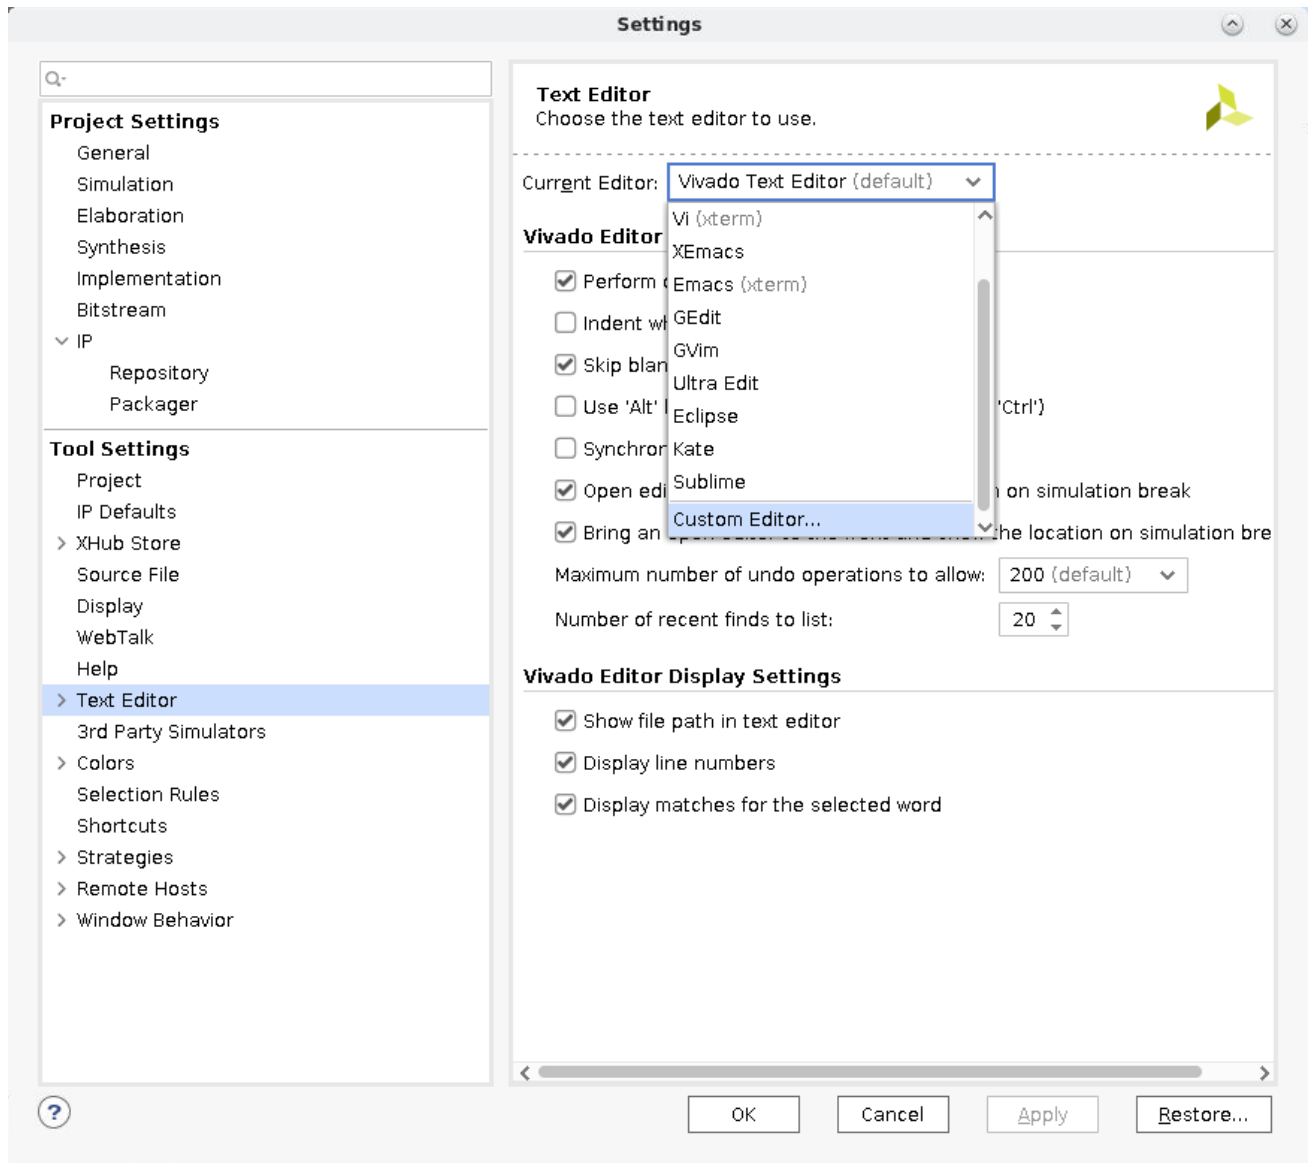 Settings
Project Settings
General
Simulation
Elaboration
Synthesis
Implementation
Bitstream
IP
Repository
Packager
Tool Settings
Project
IP Defaults
XHub Store
Source File
Display
WebTalk
Help
Text Editor
3rd Party Simulators
Colors
Selection Rules
Shortcuts
Strategies
Remote Hosts
Window Behavior
Text Editor
Choose the text editor to use.
Current Editor: Vivado Text Editor (default)
Vi (xterm)
XEmacs
Emacs (xterm)
GEdit
GVim
Ultra Edit
Eclipse
Kate
Sublime
Custom Editor...
Vivado Editor
Perform
Indent
Skip
Use 'Alt' 'Ctrl')
Open on simulation break
Bring an the location on simulation
Maximum number of undo operations to allow: 200 (default)
Number of recent finds to list: 20
Vivado Editor Display Settings
Show file path in text editor
Display line numbers
Display matches for the selected word
?
OK
Cancel
Apply
Restore...